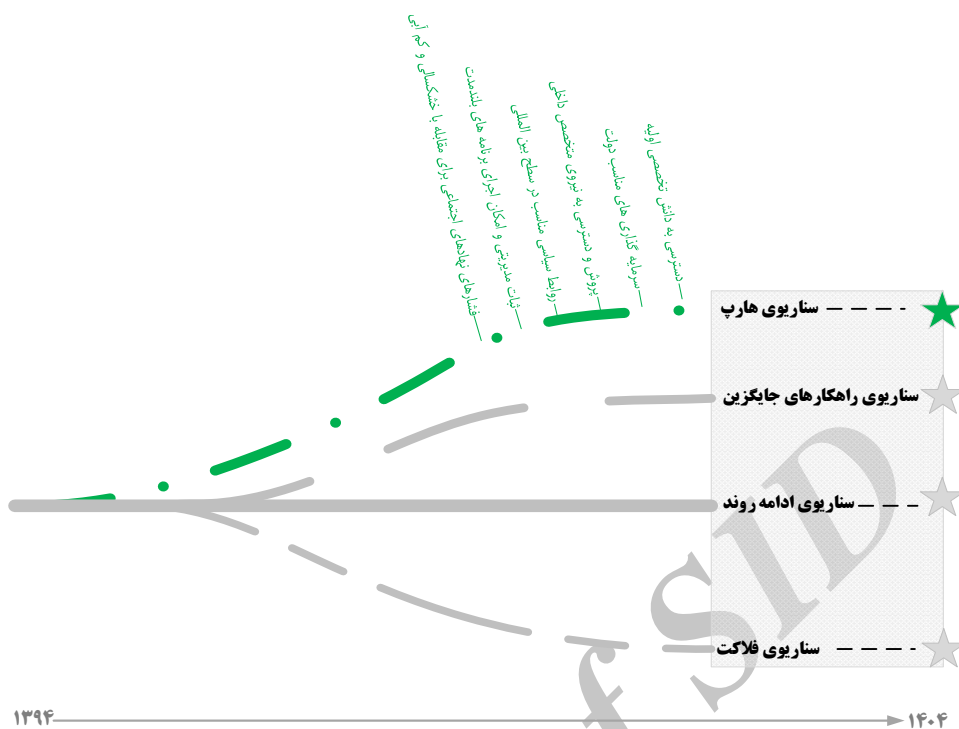 فشارهای نهادهای اجتماعی برای مقابله با خشکسالی و کم آبی
ثبات مدیریتی و امکان اجرای برنامه های بلندمدت
روابط سیاسی مناسب در سطح بین المللی
پروش و دسترسی به نیروی متخصص داخلی
سرمایه گذاری های مناسب دولت
دسترسی به دانش تخصصی اولیه
سناریوی هارپ
سناریوی راهکارهای جایگزین
سناریوی ادامه روند
سناریوی فلاکت
f SID
۱۳۹۴
۱۴۰۴